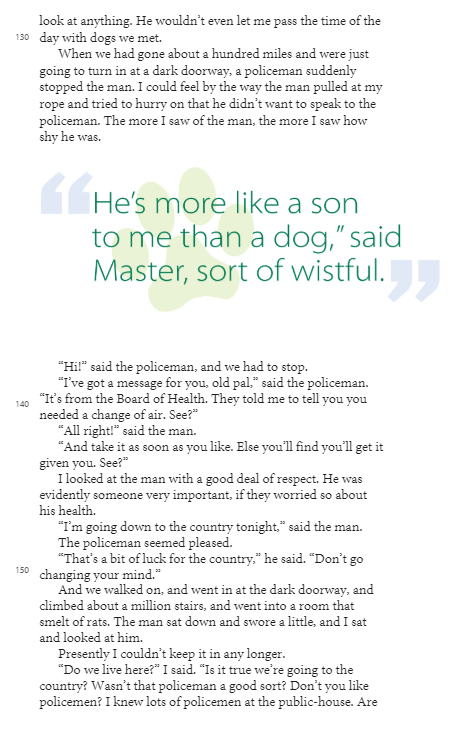 look at anything. He wouldn’t even let me pass the time of the
130 day with dogs we met.
When we had gone about a hundred miles and were just
going to turn in at a dark doorway, a policeman suddenly
stopped the man. I could feel by the way the man pulled at my
rope and tried to hurry on that he didn’t want to speak to the
policeman. The more I saw of the man, the more I saw how
shy he was.
“He’s more like a son
to me than a dog,” said
Master, sort of wistful.”
“Hi!” said the policeman, and we had to stop.
“I’ve got a message for you, old pal,” said the policeman.
140 “It’s from the Board of Health. They told me to tell you you
needed a change of air. See?”
“All right!” said the man.
“And take it as soon as you like. Else you’ll find you’ll get it
given you. See?”
I looked at the man with a good deal of respect. He was
evidently someone very important, if they worried so about
his health.
“I’m going down to the country tonight,” said the man.
The policeman seemed pleased.
“That’s a bit of luck for the country,” he said. “Don’t go
150 changing your mind.”
And we walked on, and went in at the dark doorway, and
climbed about a million stairs, and went into a room that
smelt of rats. The man sat down and swore a little, and I sat
and looked at him.
Presently I couldn’t keep it in any longer.
“Do we live here?” I said. “Is it true we’re going to the
country? Wasn’t that policeman a good sort? Don’t you like
policemen? I knew lots of policemen at the public-house. Are